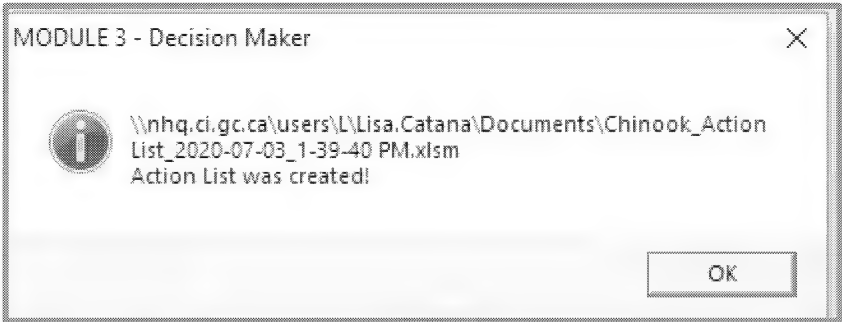 MODULE 3 - Decision Maker
\\nhq.ci.gc.ca\users\L\Lisa.Catana\Documents\Chinook_Action
List_2020-07-03_1-39-40 PM.xlsm
Action List was created!
OK